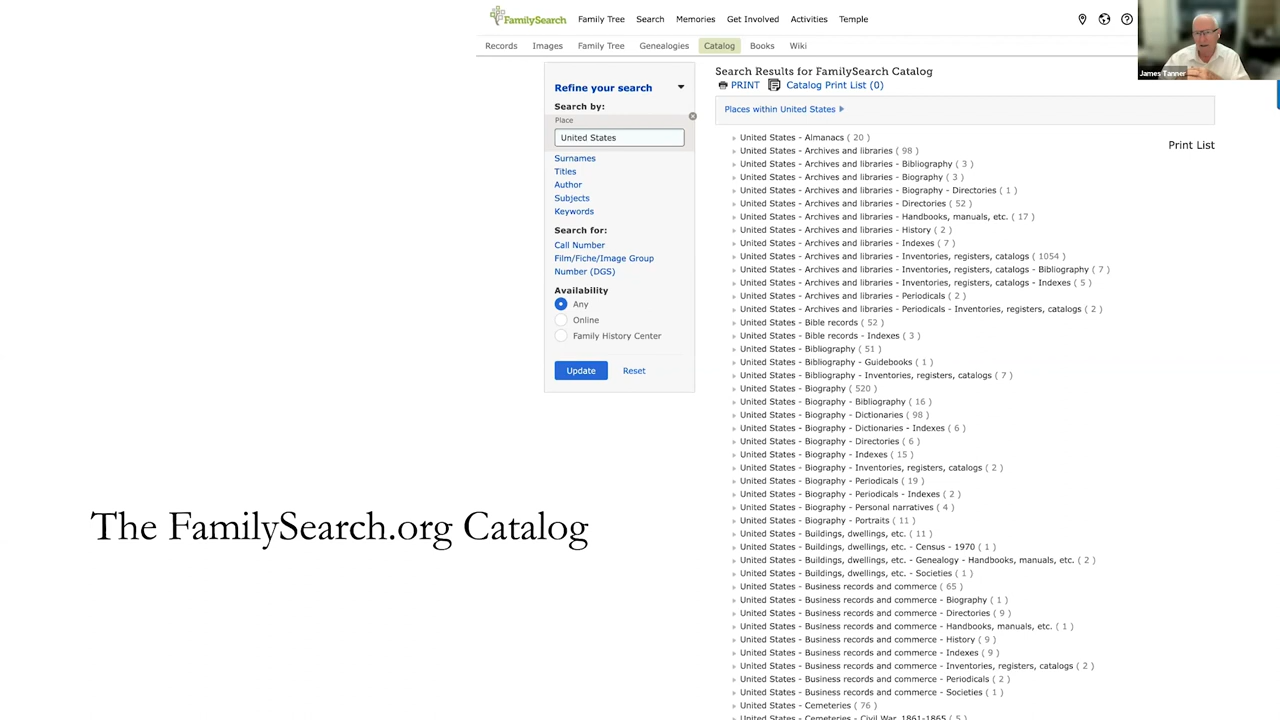 FamilySearch
Family Tree Search Memories Get Involved Activities Temple
Records Images Family Tree Genealogies Catalog Books Wiki
James Tanner
Refine your search
Search by:
Place
United States
Surnames
Titles
Author
Subjects
Keywords
Search for:
Call Number
Film/Fiche/Image Group
Number (DGS)
Availability
Any
Online
Family History Center
Update Reset
Search Results for FamilySearch Catalog
PRINT Catalog Print List (0)
Places within United States
Print List
United States - Almanacs ( 20 )
United States - Archives and libraries ( 98 )
United States - Archives and libraries - Bibliography ( 3 )
United States - Archives and libraries - Biography ( 3 )
United States - Archives and libraries - Biography - Directories ( 1 )
United States - Archives and libraries - Directories ( 52 )
United States - Archives and libraries - Handbooks, manuals, etc. ( 17 )
United States - Archives and libraries - History ( 2 )
United States - Archives and libraries - Indexes ( 7 )
United States - Archives and libraries - Inventories, registers, catalogs ( 1054 )
United States - Archives and libraries - Inventories, registers, catalogs - Bibliography ( 7 )
United States - Archives and libraries - Inventories, registers, catalogs - Indexes ( 5 )
United States - Archives and libraries - Periodicals ( 2 )
United States - Archives and libraries - Periodicals - Inventories, registers, catalogs ( 2 )
United States - Bible records ( 52 )
United States - Bible records - Indexes ( 3 )
United States - Bibliography ( 51 )
United States - Bibliography - Guidebooks ( 1 )
United States - Bibliography - Inventories, registers, catalogs ( 7 )
United States - Biography ( 520 )
United States - Biography - Bibliography ( 16 )
United States - Biography - Dictionaries ( 98 )
United States - Biography - Dictionaries - Indexes ( 6 )
United States - Biography - Directories ( 6 )
United States - Biography - Indexes ( 15 )
United States - Biography - Inventories, registers, catalogs ( 2 )
United States - Biography - Periodicals ( 19 )
United States - Biography - Periodicals - Indexes ( 2 )
United States - Biography - Personal narratives ( 4 )
United States - Biography - Portraits ( 11 )
United States - Buildings, dwellings, etc. ( 11 )
United States - Buildings, dwellings, etc. - Census - 1970 ( 1 )
United States - Buildings, dwellings, etc. - Genealogy - Handbooks, manuals, etc. ( 2 )
United States - Buildings, dwellings, etc. - Societies ( 1 )
United States - Business records and commerce ( 65 )
United States - Business records and commerce - Biography ( 1 )
United States - Business records and commerce - Directories ( 9 )
United States - Business records and commerce - Handbooks, manuals, etc. ( 1 )
United States - Business records and commerce - History ( 9 )
United States - Business records and commerce - Indexes ( 9 )
United States - Business records and commerce - Inventories, registers, catalogs ( 2 )
United States - Business records and commerce - Periodicals ( 2 )
United States - Business records and commerce - Societies ( 1 )
United States - Cemeteries ( 76 )
United States - Cemeteries - Civil War, 1861-1865 ( 5 )
The FamilySearch.org Catalog